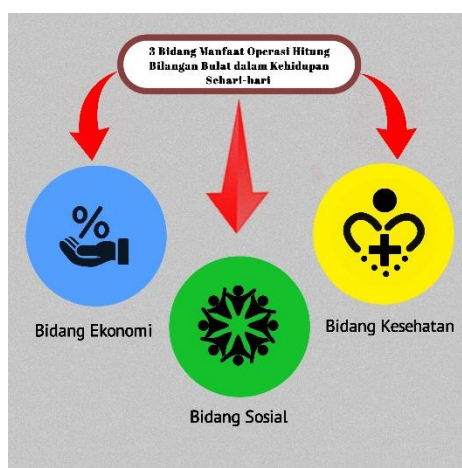 3 Bidang Manfaat Operasi Hitung
Bilangan Bulat dalam Kehidupan
Sehari-hari
%
Bidang Ekonomi
Bidang Kesehatan
Bidang Sosial